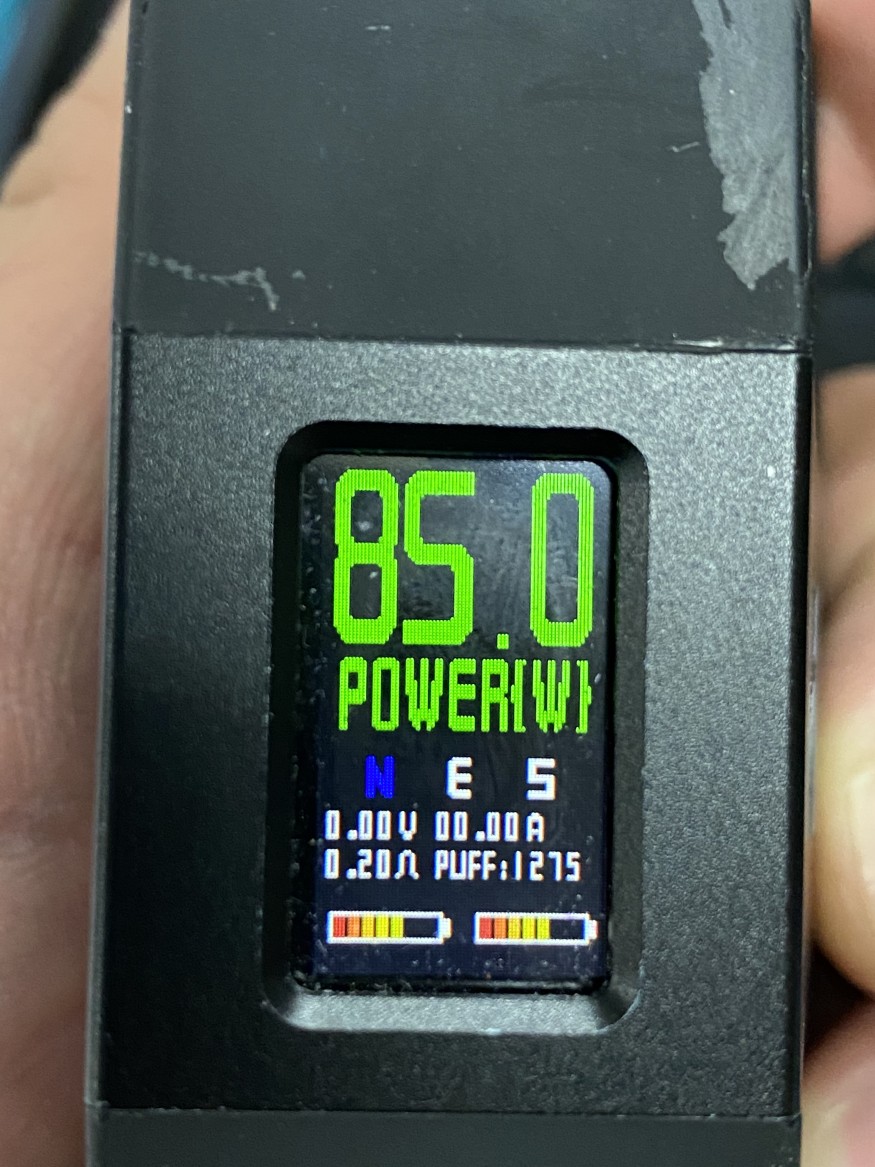 85.0
POWER(W)
N E S
0.00V 00.00A
0.20Ω PUFF:1275